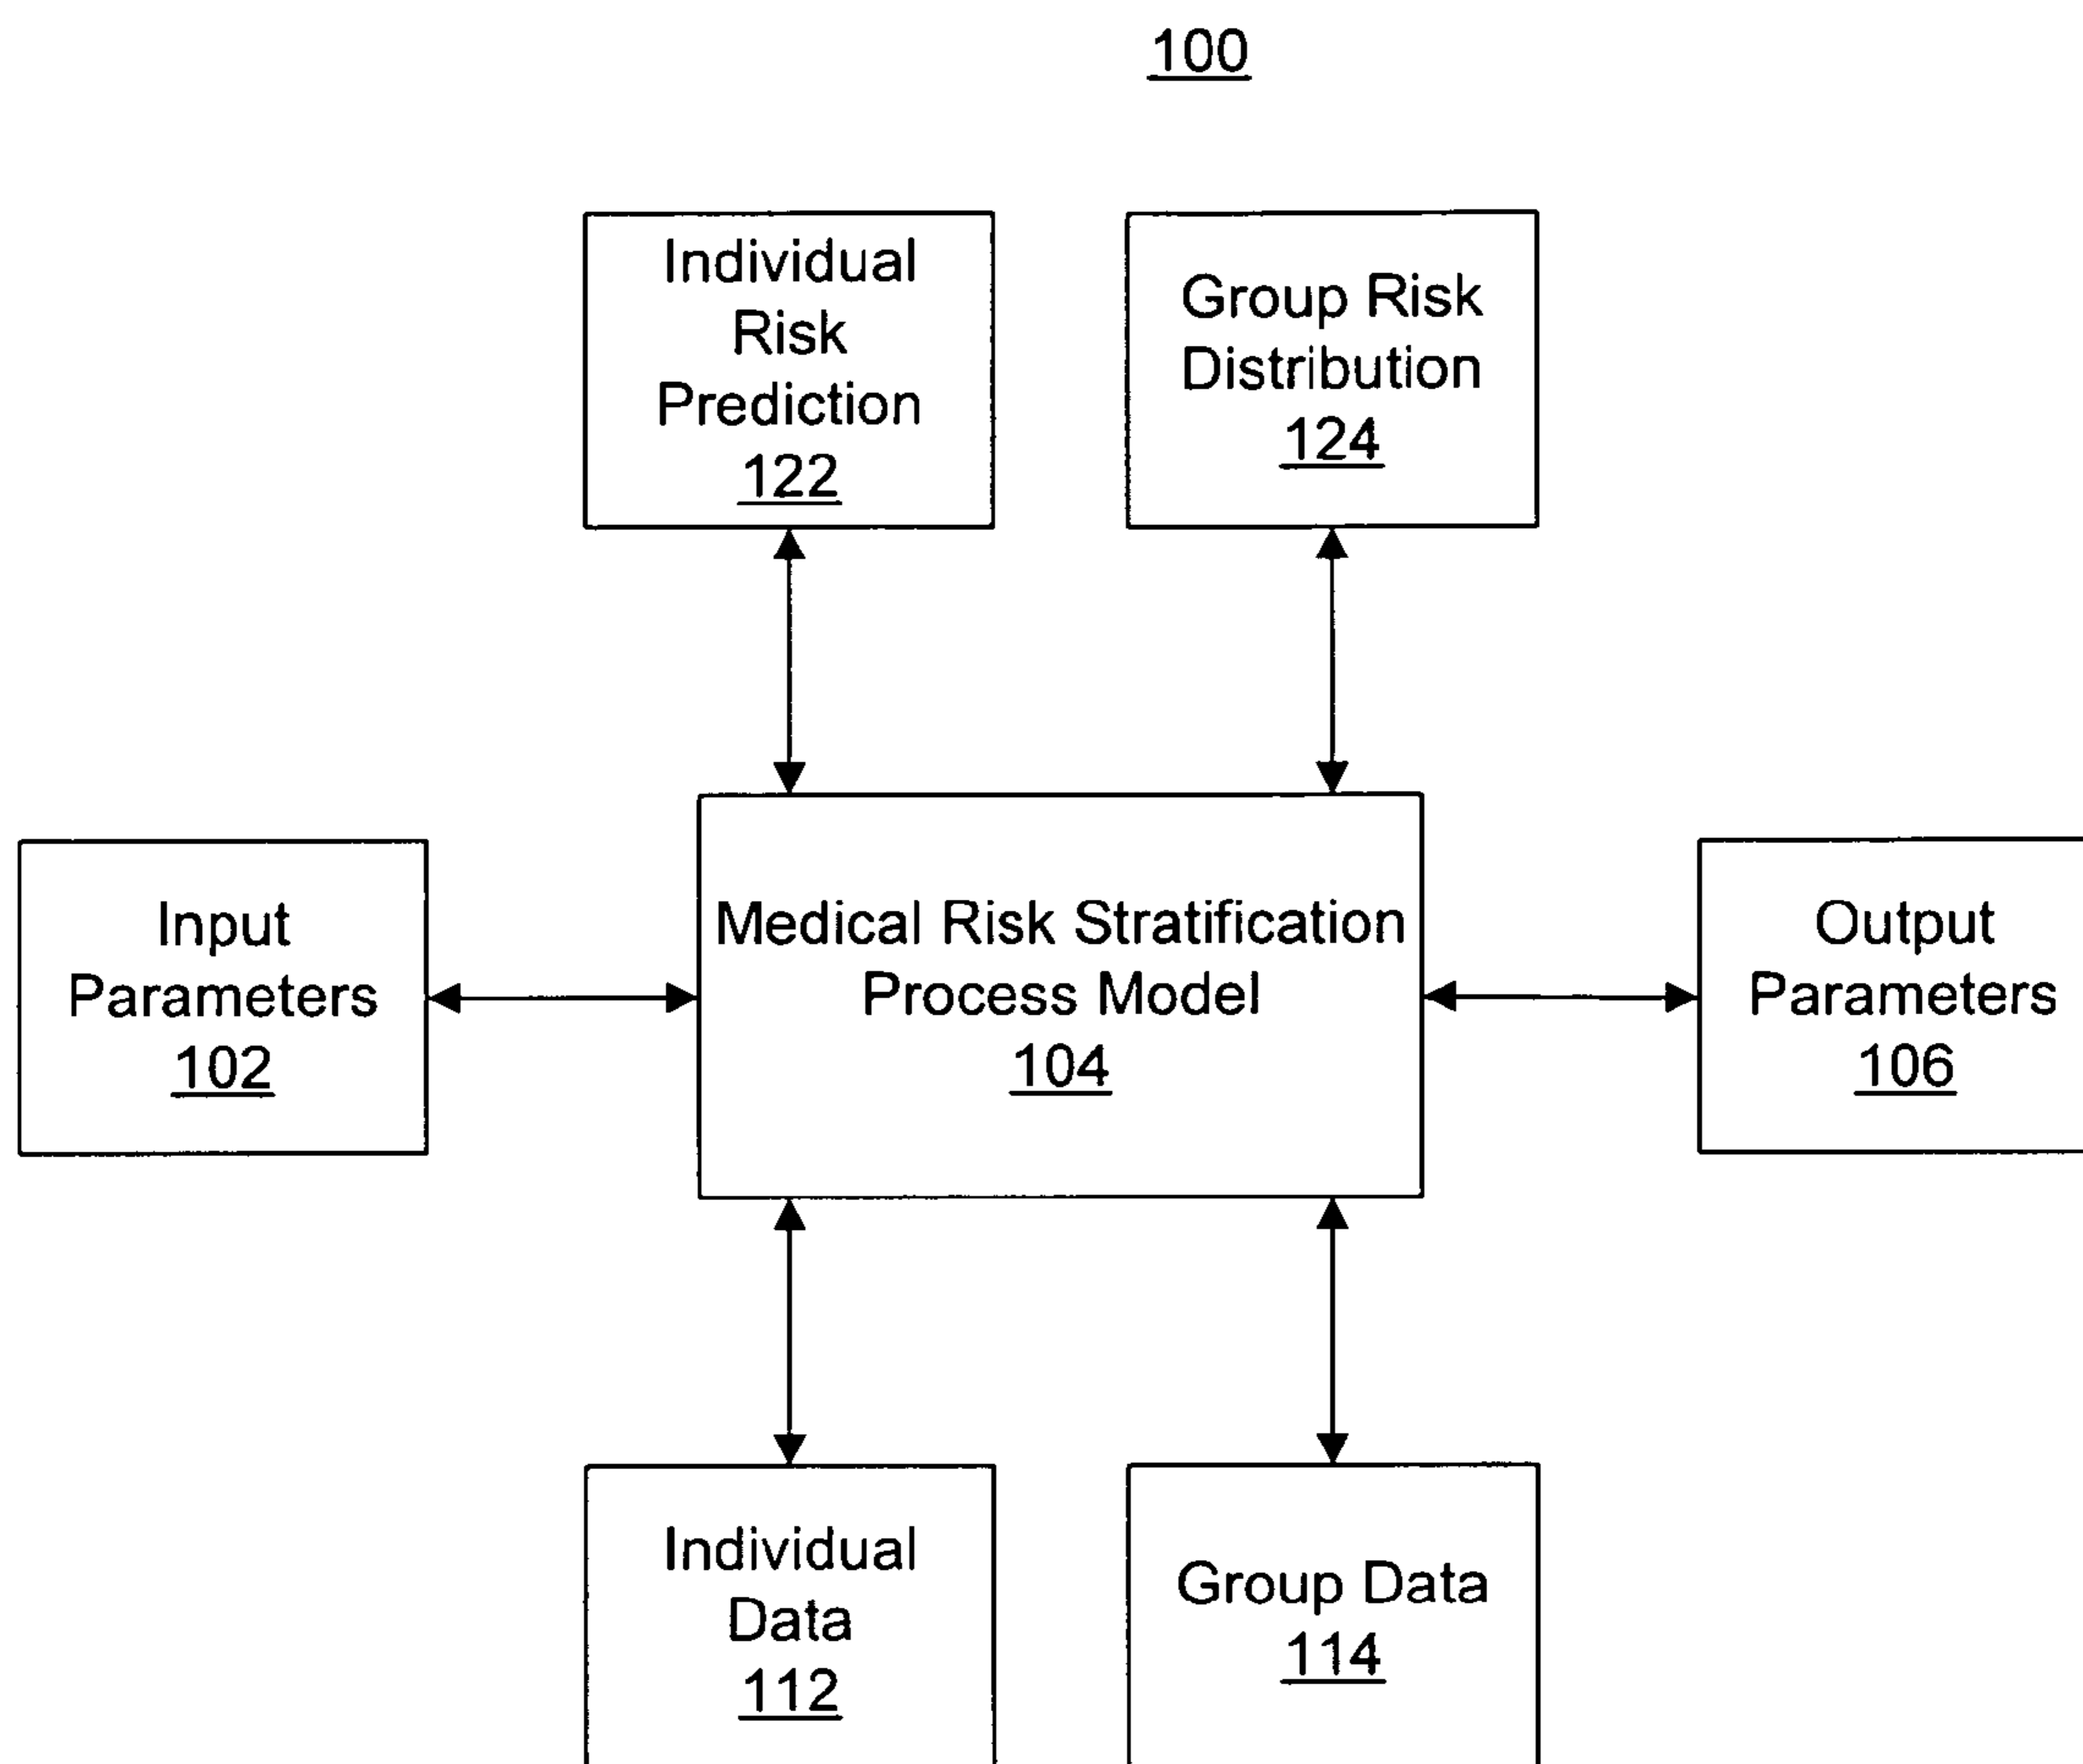 100
Individual
Risk
Prediction
122
Group Risk
Distribution
124
Input
Parameters
102
Medical Risk Stratification
Process Model
104
Output
Parameters
106
Individual
Data
112
Group Data
114